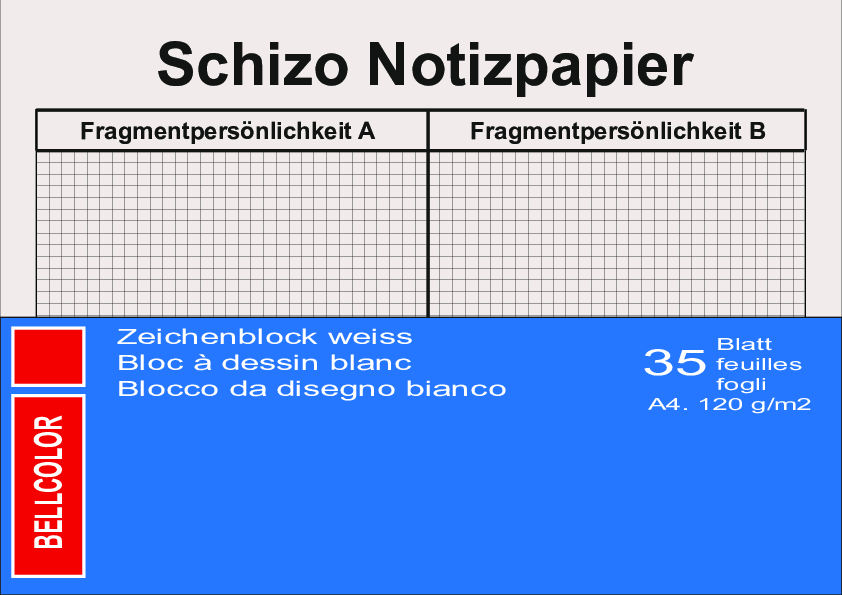 Schizo Notizpapier
Fragmentpersönlichkeit A
Fragmentpersönlichkeit B
Zeichenblock weiss
Bloc à dessin blanc
Blocco da disegno bianco
35
Blatt
feuilles
fogli
A4. 120 g/m2
BELLCOLOR